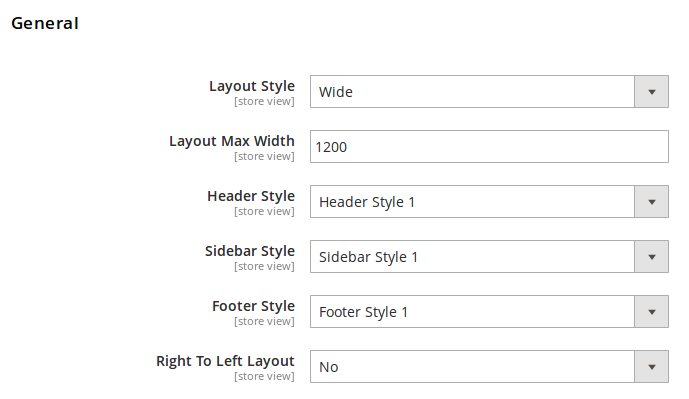 General
Layout Style
[store view]
Wide
Layout Max Width
[store view]
1200
Header Style
[store view]
Header Style 1
Sidebar Style
[store view]
Sidebar Style 1
Footer Style
[store view]
Footer Style 1
Right To Left Layout
[store view]
No